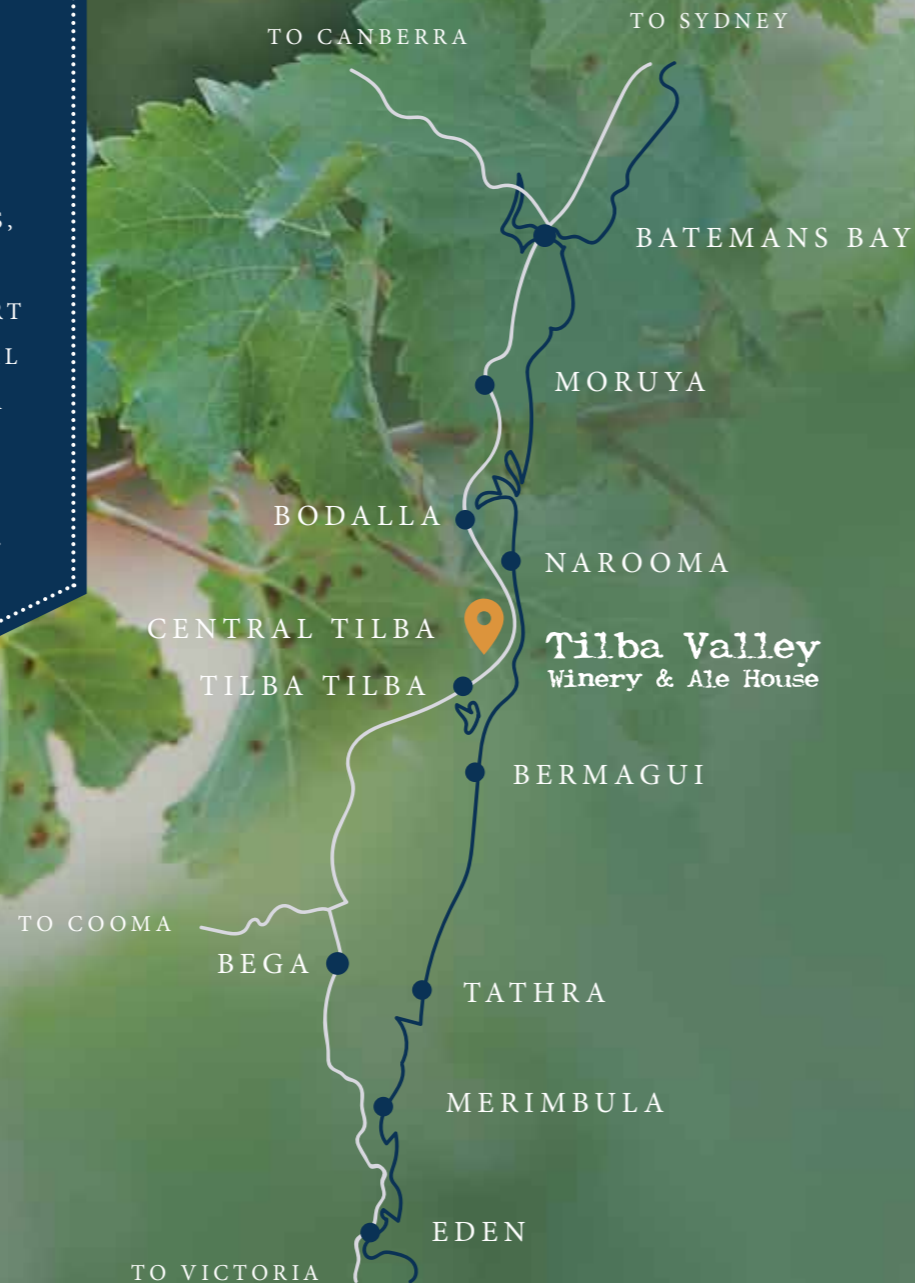 TO SYDNEY
TO CANBERRA
BATEMANS BAY
MORUYA
BODALLA
NAROOMA
CENTRAL TILBA
Tilba Valley
Winery & Ale House
TILBA TILBA
BERMAGUI
TO COOMA
BEGA
TATHRA
MERIMBULA
EDEN
TO VICTORIA